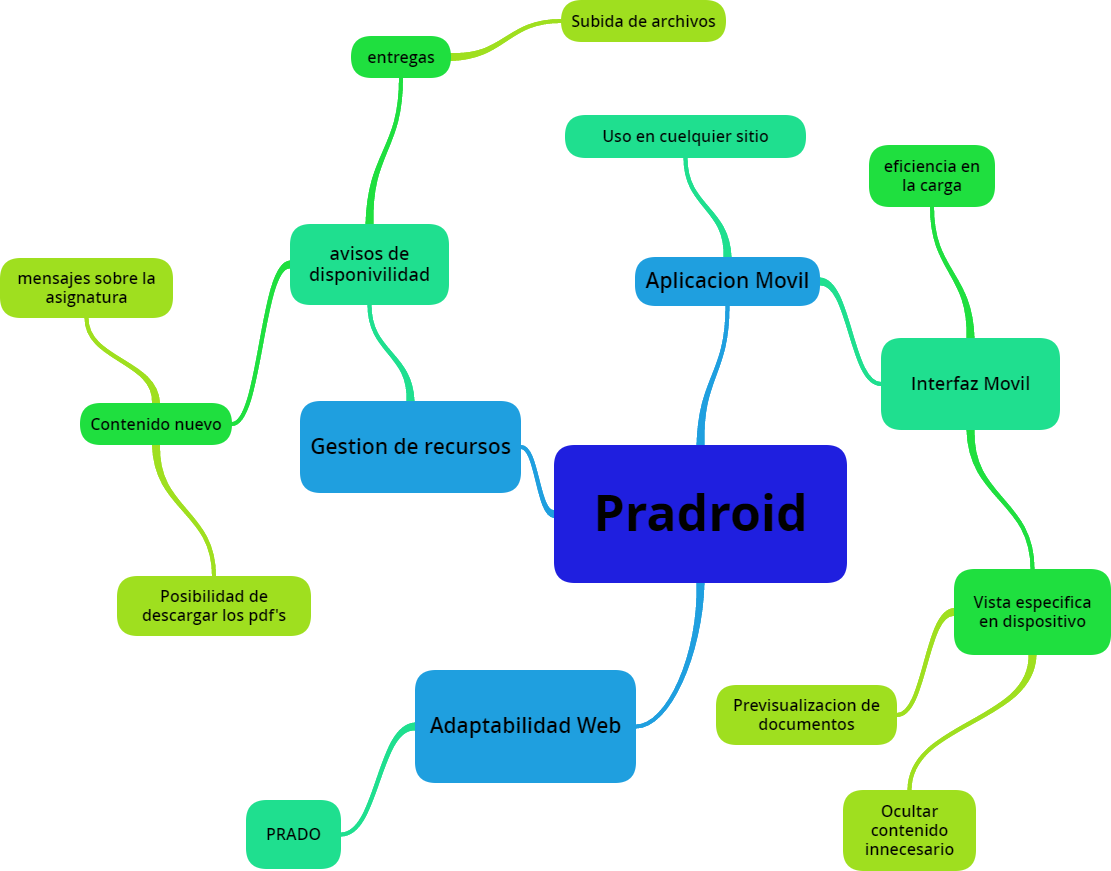 Subida de archivos
entregas
Uso en cuelquier sitio
eficiencia en
la carga
avisos de
disponivilidad
mensajes sobre la
asignatura
Aplicacion Movil
Interfaz Movil
Contenido nuevo
Gestion de recursos
Pradroid
Posibilidad de
descargar los pdf's
Vista especifica
en dispositivo
Previsualizacion de
documentos
Adaptabilidad Web
PRADO
Ocultar
contenido
innecesario